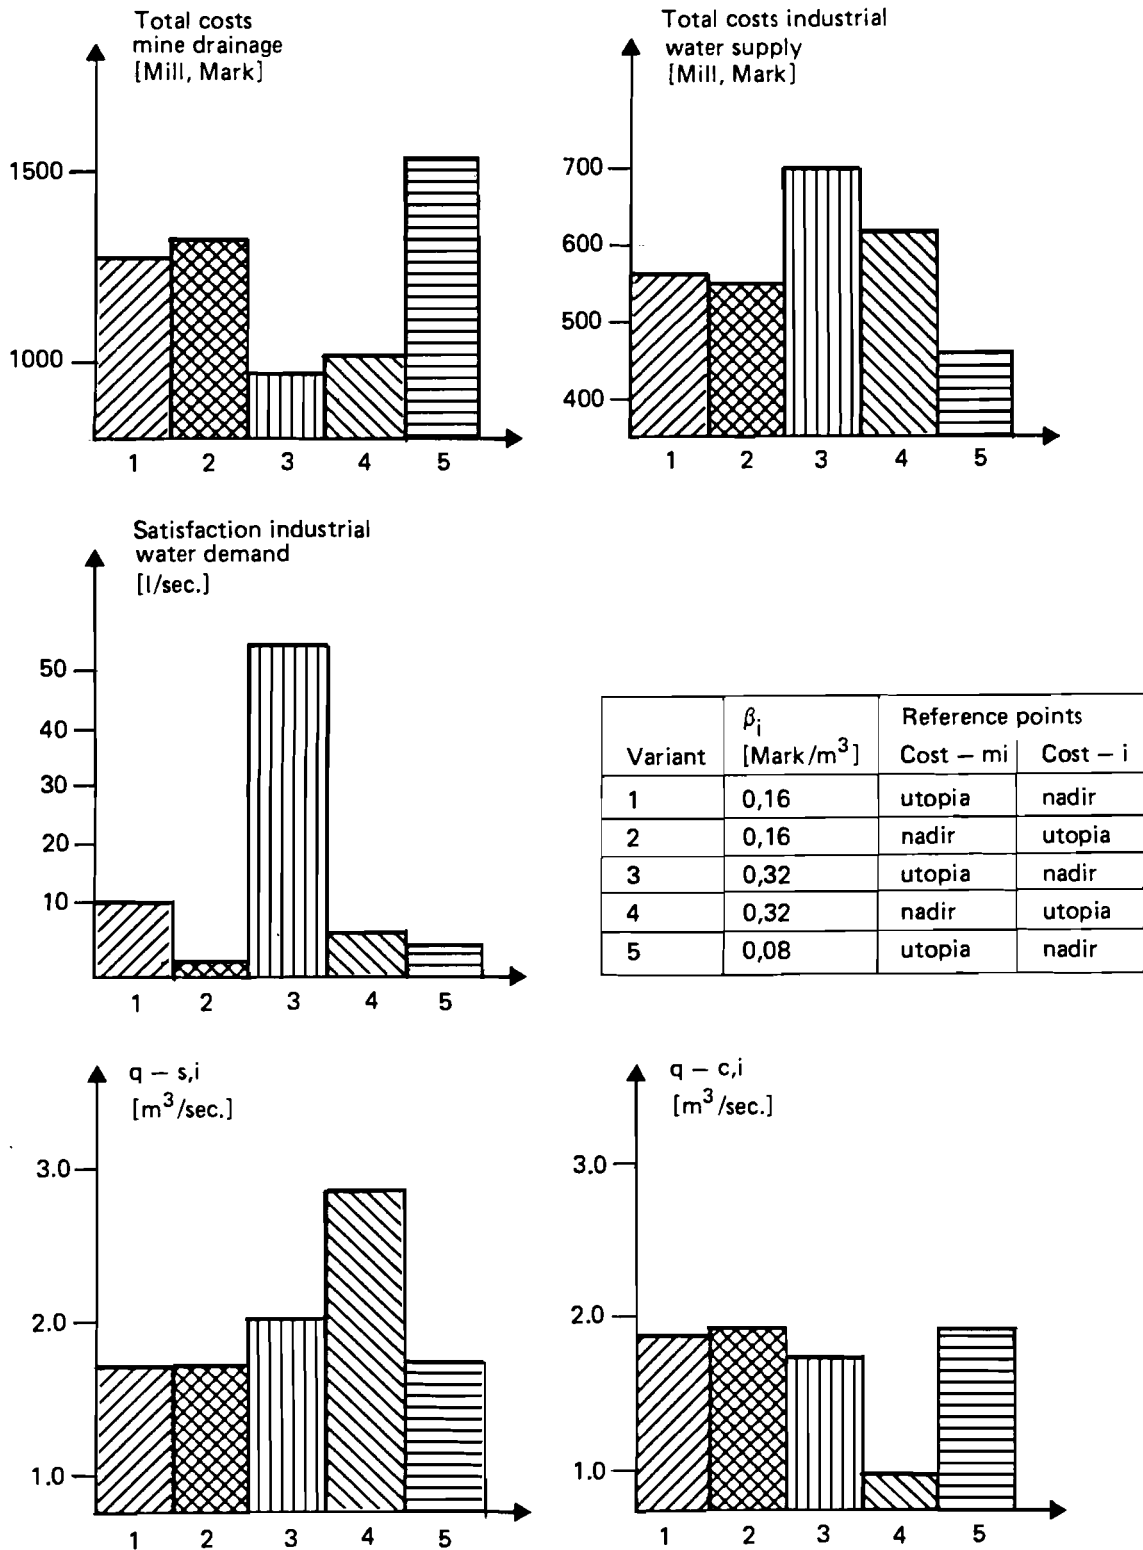 Total costs
mine drainage
[Mill, Mark]
1500
1000
1 2 3 4 5
Total costs industrial
water supply
[Mill, Mark]
700
600
500
400
1 2 3 4 5
Satisfaction industrial
water demand
[l/sec.]
50
40
30
20
10
1 2 3 4 5
βi Reference points
Variant [Mark/m³] Cost – mi Cost – i
1 0,16 utopia nadir
2 0,16 nadir utopia
3 0,32 utopia nadir
4 0,32 nadir utopia
5 0,08 utopia nadir
q – s,i
[m³/sec.]
3.0
2.0
1.0
1 2 3 4 5
q – c,i
[m³/sec.]
3.0
2.0
1.0
1 2 3 4 5